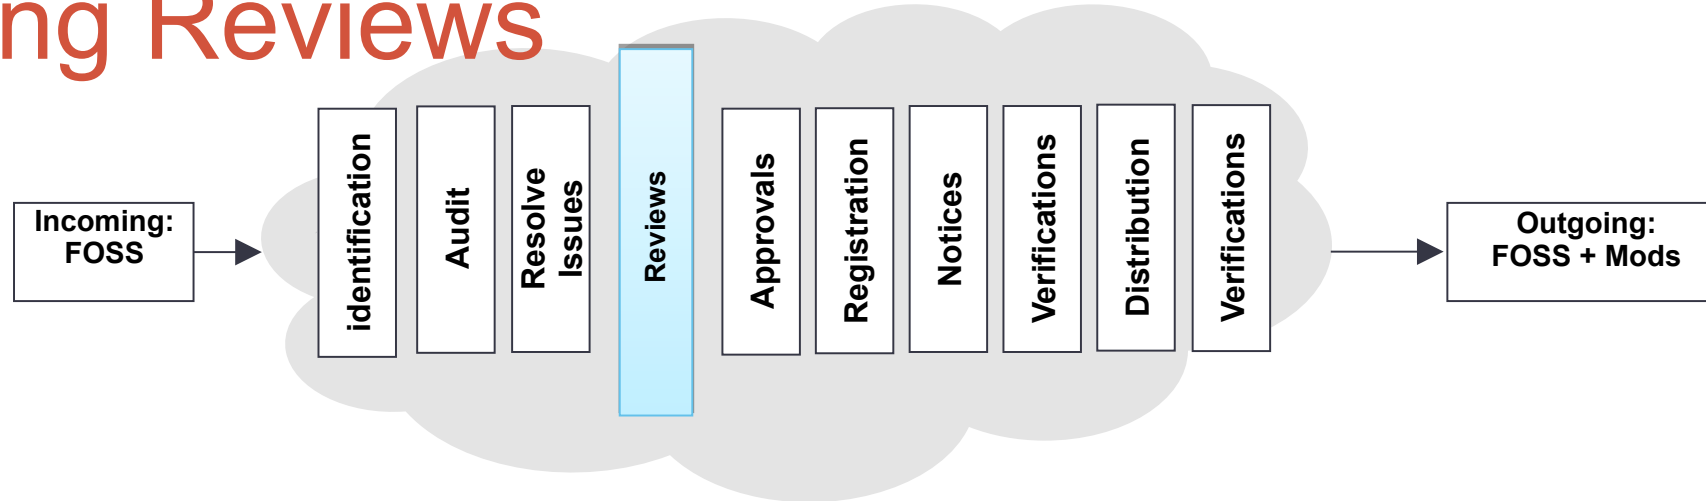 ng Reviews
Incoming:
FOSS
identification
Audit
Resolve
Issues
Reviews
Approvals
Registration
Notices
Verifications
Distribution
Verifications
Outgoing:
FOSS + Mods